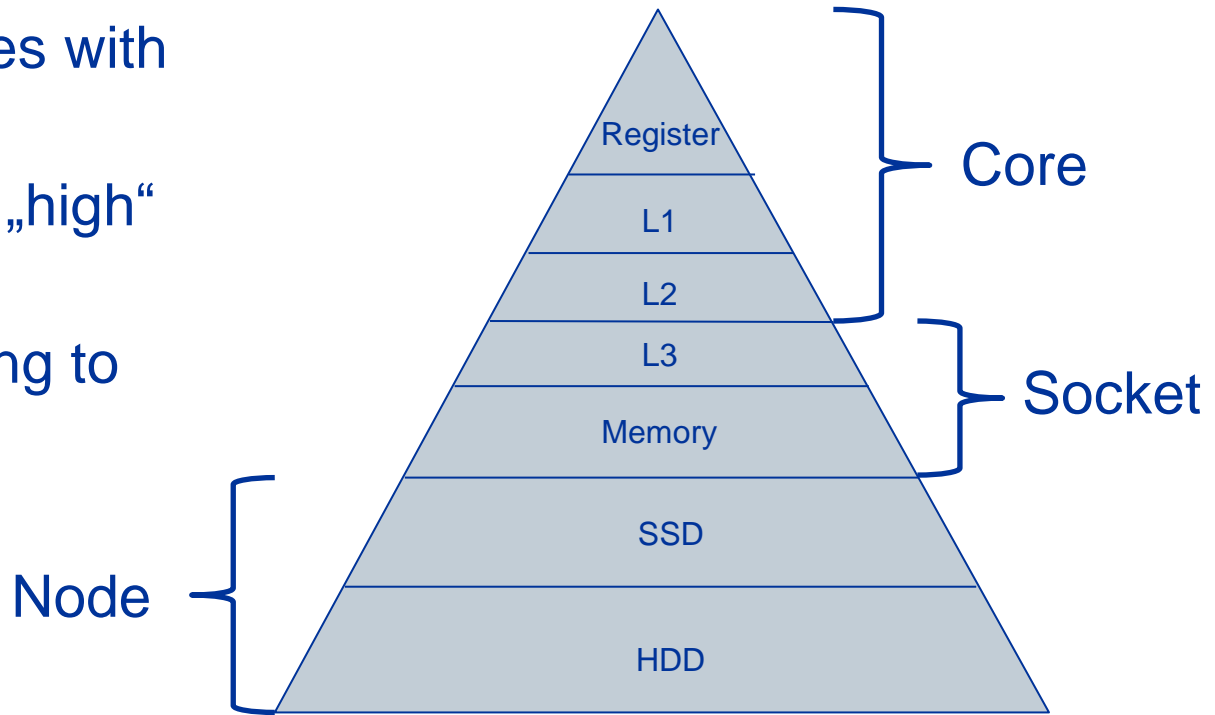 es with
„high“
ng to
Register
L1
L2
L3
Memory
SSD
HDD
Core
Socket
Node